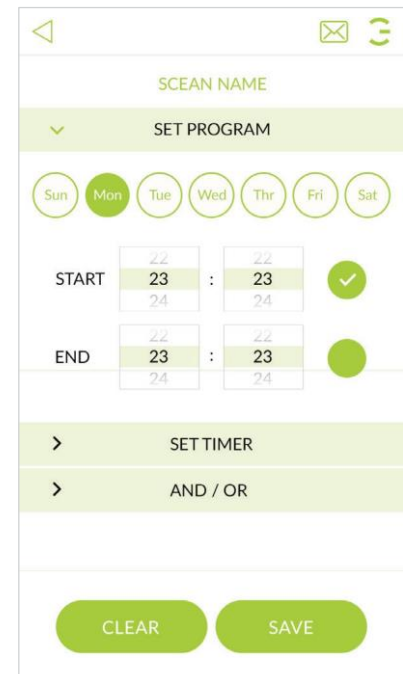 SCEAN NAME
SET PROGRAM
Sun Mon Tue Wed Thr Fri Sat
22 22
START 23 : 23
24 24
22 22
END 23 : 23
24 24
SET TIMER
AND / OR
CLEAR SAVE